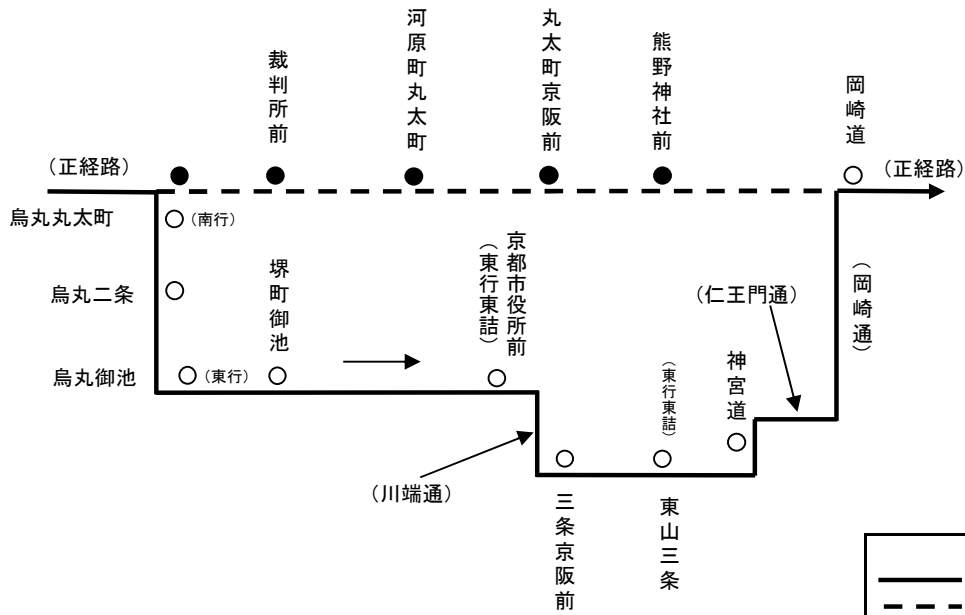 裁判所前
河原町丸太町
丸太町京阪前
熊野神社前
岡崎道
(正経路)
(正経路)
烏丸丸太町
(南行)
烏丸二条
堺町御池
京都市役所前
(東行東詰)
(仁王門通)
(岡崎通)
烏丸御池
(東行)
(東行東詰)
神宮道
(川端通)
三条京阪前
東山三条